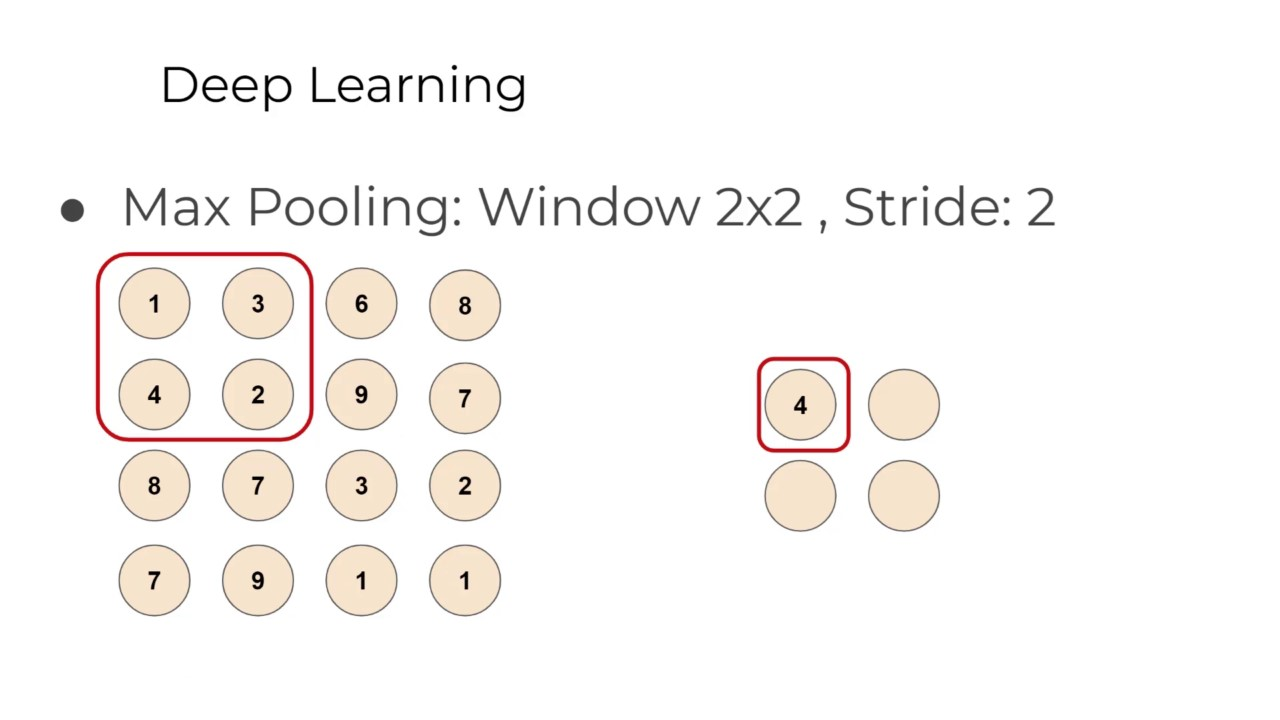 Deep Learning
● Max Pooling: Window 2x2 , Stride: 2
1 3 6 8
4 2 9 7
8 7 3 2
7 9 1 1
4